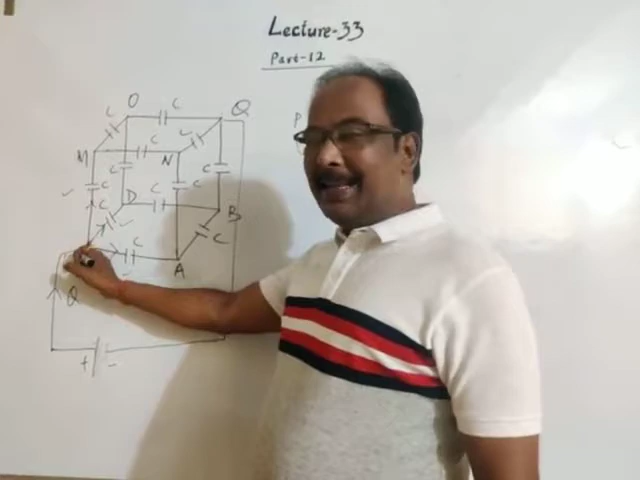 Lecture-33
Part-12
P
O C Q
C C C
M N
C C C C
C D C B
C C
A
Q
+ -